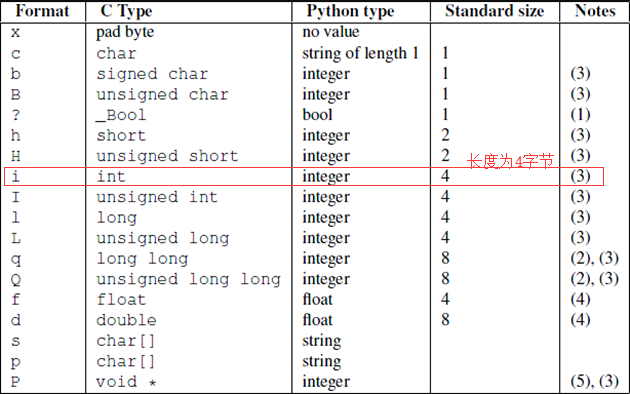 Format C Type Python type Standard size Notes
x pad byte no value
c char string of length 1 1
b signed char integer 1 (3)
B unsigned char integer 1 (3)
? _Bool bool 1 (1)
h short integer 2 (3)
H unsigned short integer 2 长度为4字节 (3)
i int integer 4 (3)
I unsigned int integer 4 (3)
l long integer 4 (3)
L unsigned long integer 4 (3)
q long long integer 8 (2), (3)
Q unsigned long long integer 8 (2), (3)
f float float 4 (4)
d double float 8 (4)
s char[] string
p char[] string
P void * integer (5), (3)